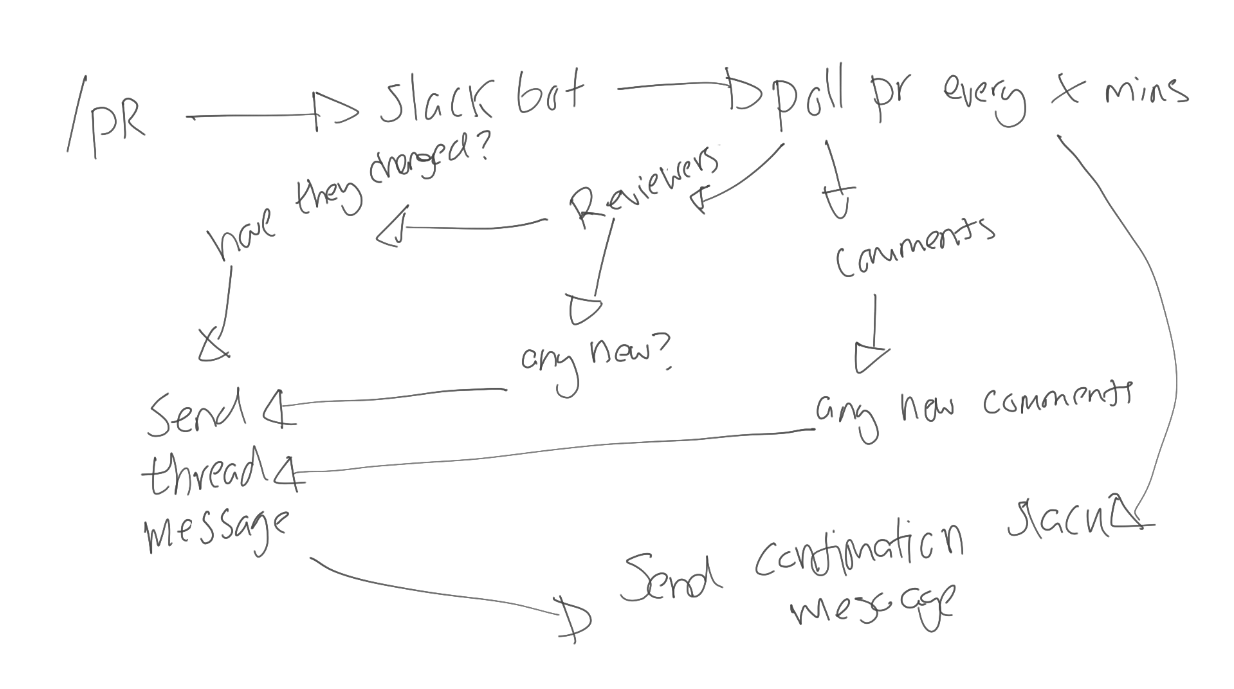 /PR
Slack bot
poll pr every x mins
have they changed?
Reviewers
Comments
any new?
any new comments
Send
thread
message
Send confimation slack
message